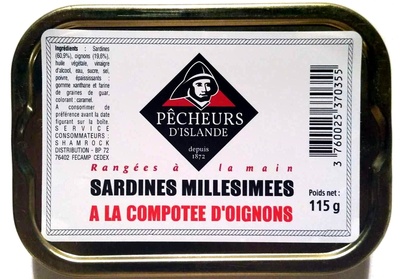 Ingrédients : Sardines
(60,9%), oignons (19,6%),
huile végétale, vinaigre
d'alcool, eau, sucre, sel,
poivre, épaississants :
gomme xanthane et farine
de graines de guar,
colorant : caramel.
A consommer de
préférence avant la date
figurant sur la boîte.
SERVICE
CONSOMMATEURS :
SHAMROCK
DISTRIBUTION - BP 72
76402 FECAMP CEDEX
PÊCHEURS
D'ISLANDE
depuis
1872
Rangées à la main
SARDINES MILLESIMEES
A LA COMPOTEE D'OIGNONS
Poids net :
115 g
3 760025 370355